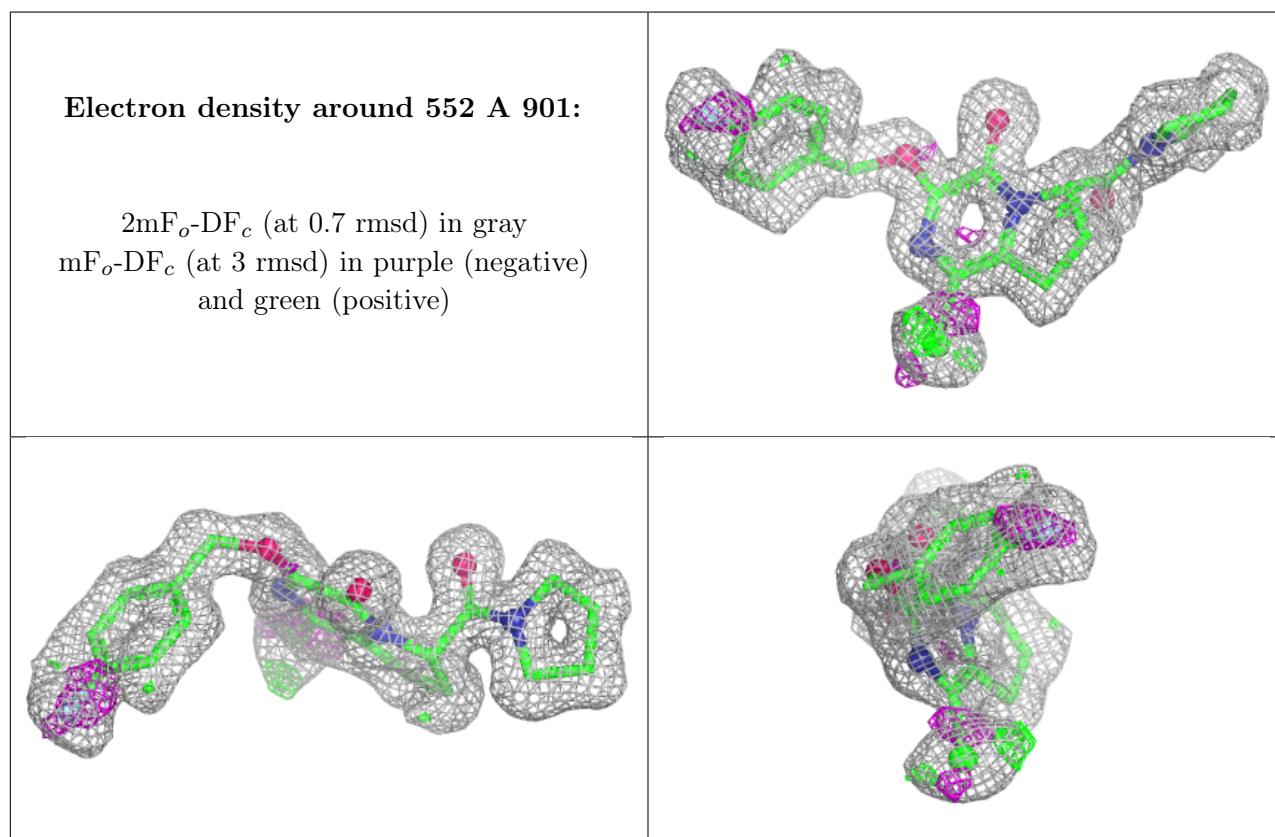 Electron density around 552 A 901:
2mFo-DFc (at 0.7 rmsd) in gray
mFo-DFc (at 3 rmsd) in purple (negative)
and green (positive)